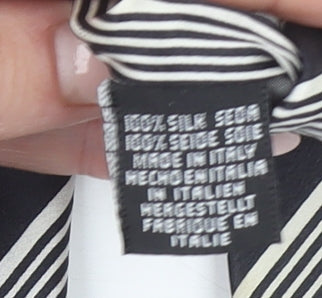 100% SILK SEDA
100% SEIDE SOIE
MADE IN ITALY
HECHO EN ITALIA
IN ITALIEN
HERGESTELLT
FABRIQUE EN
ITALIE